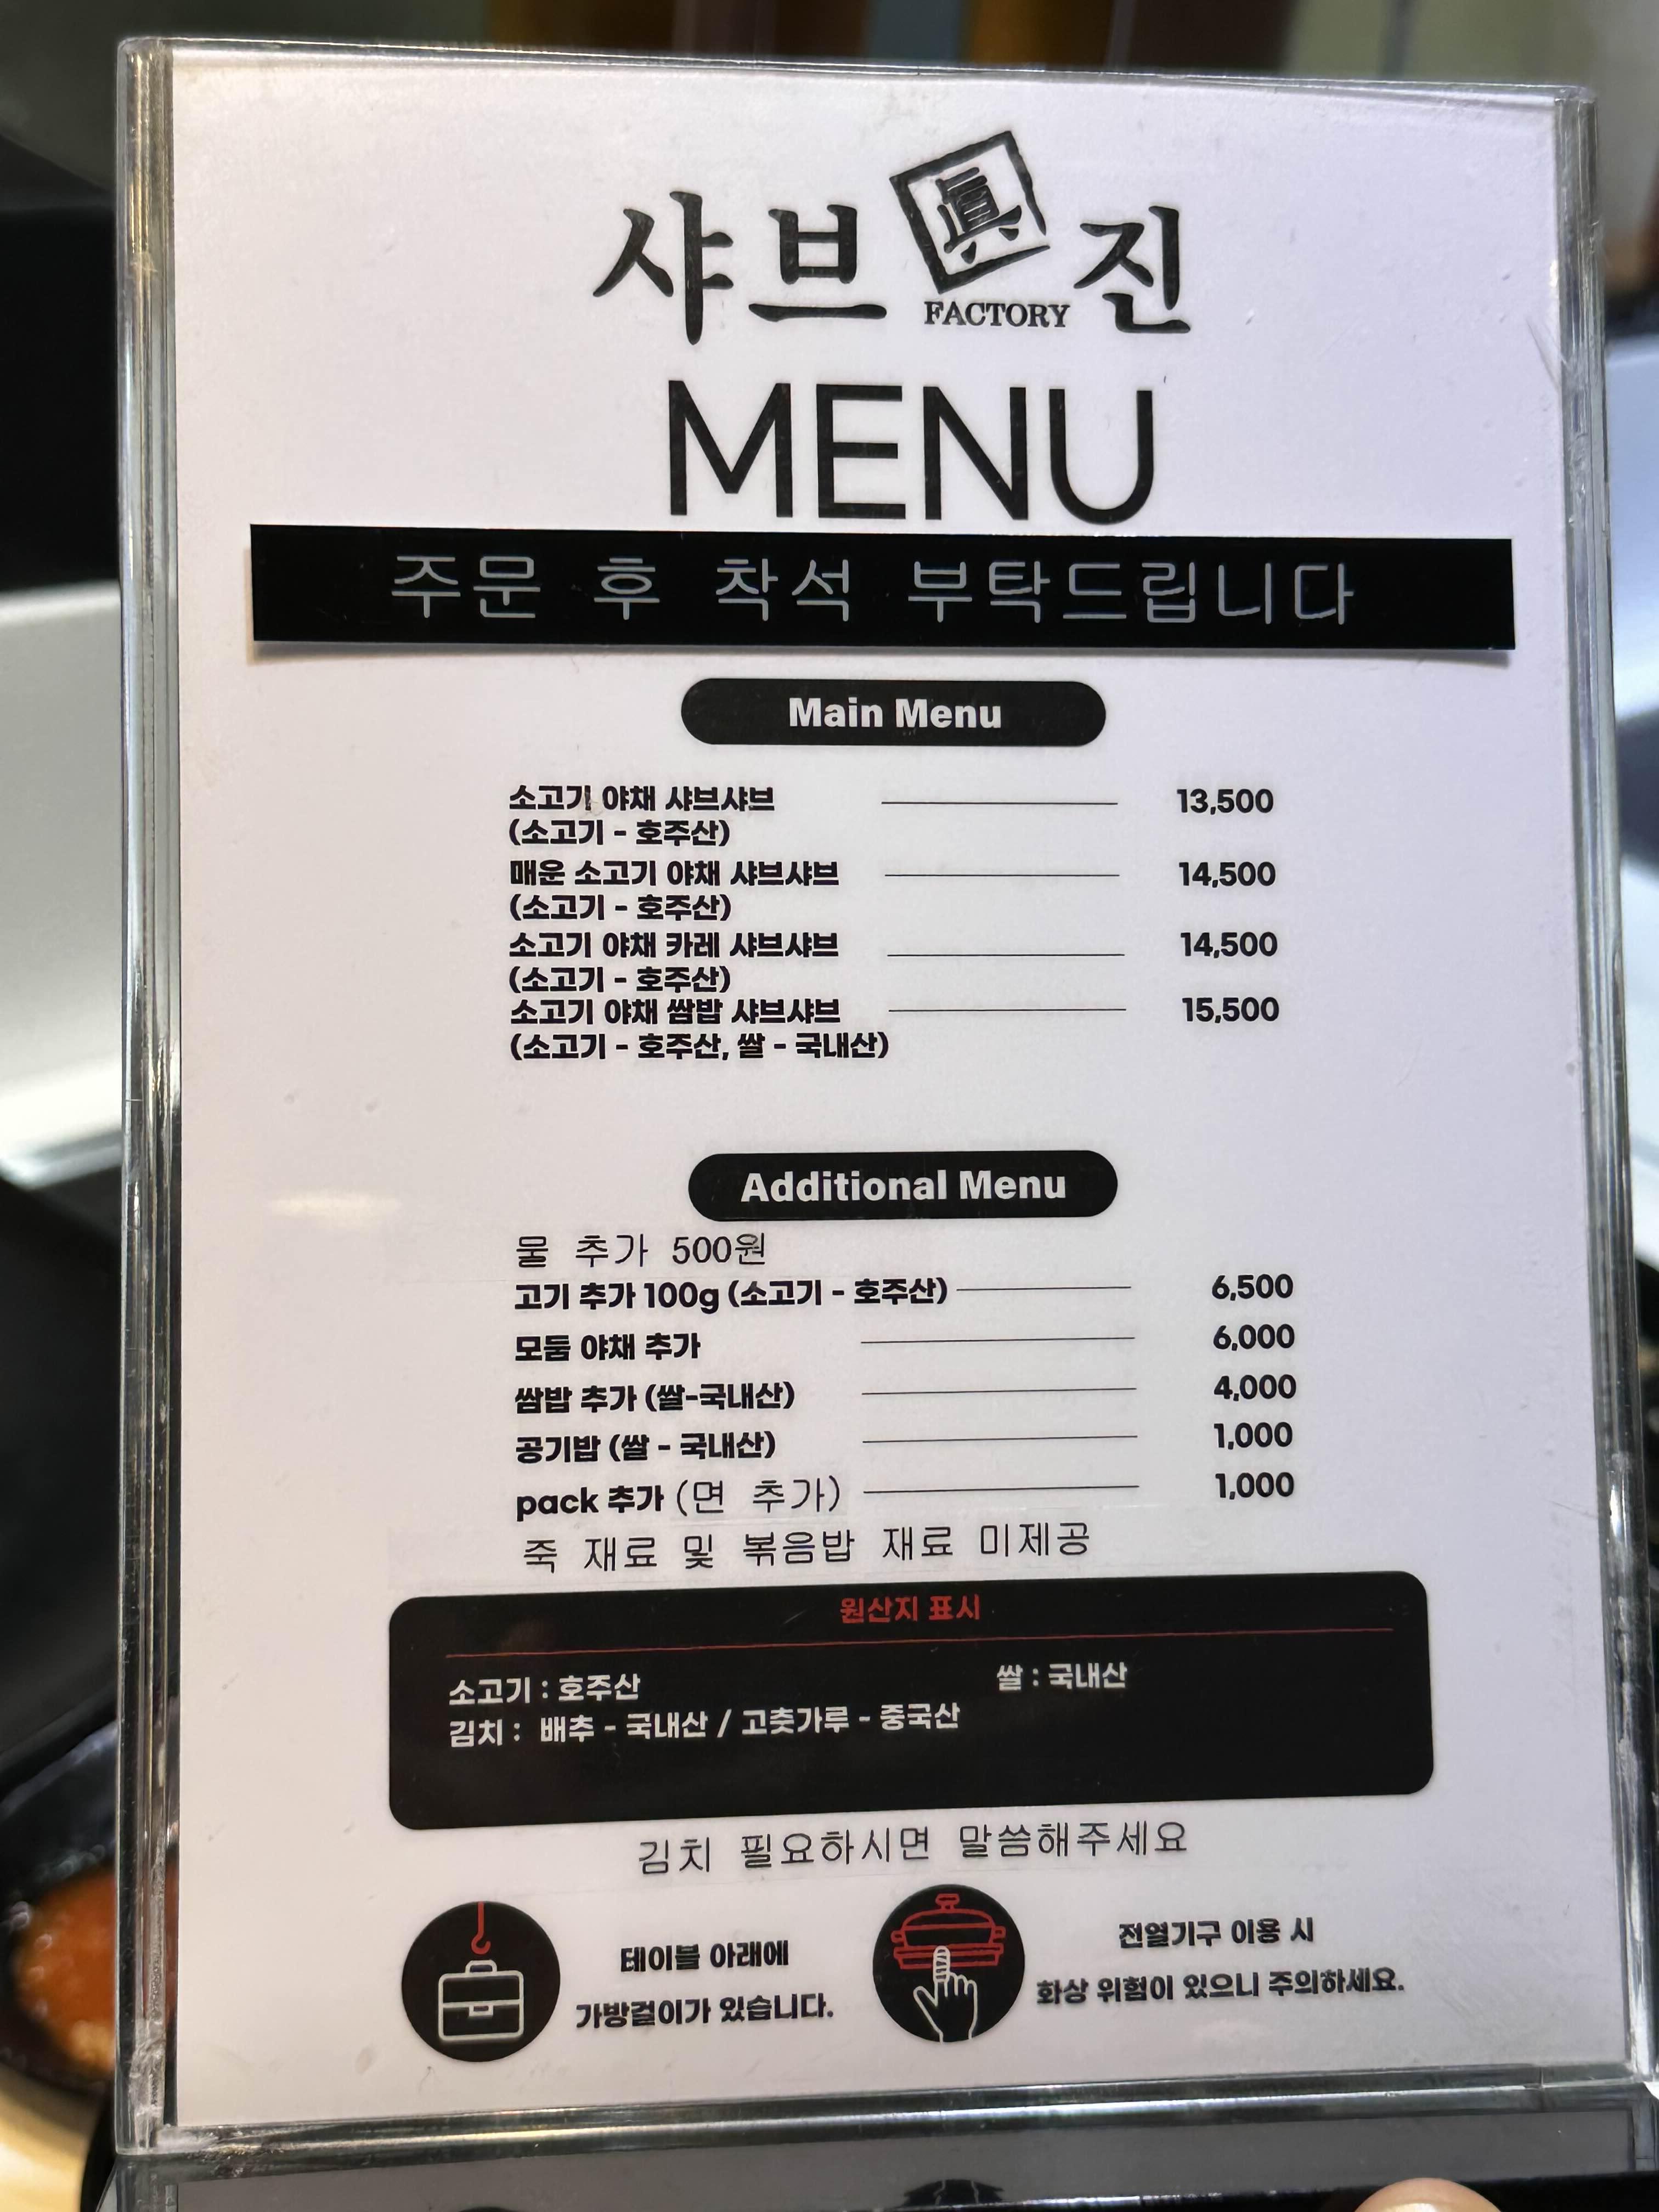 샤브 眞 진
FACTORY
MENU
주문 후 착석 부탁드립니다
Main Menu
소고기 야채 샤브샤브 13,500
(소고기 - 호주산)
매운 소고기 야채 샤브샤브 14,500
(소고기 - 호주산)
소고기 야채 카레 샤브샤브 14,500
(소고기 - 호주산)
소고기 야채 쌈밥 샤브샤브 15,500
(소고기 - 호주산, 쌀 - 국내산)
Additional Menu
물 추가 500원
고기 추가 100g (소고기 - 호주산) 6,500
모둠 야채 추가 6,000
쌈밥 추가 (쌀-국내산) 4,000
공기밥 (쌀 - 국내산) 1,000
pack 추가 (면 추가) 1,000
죽 재료 및 볶음밥 재료 미제공
원산지 표시
소고기 : 호주산 쌀 : 국내산
김치 : 배추 - 국내산 / 고춧가루 - 중국산
김치 필요하시면 말씀해주세요
테이블 아래에
가방걸이가 있습니다.
전열기구 이용 시
화상 위험이 있으니 주의하세요.